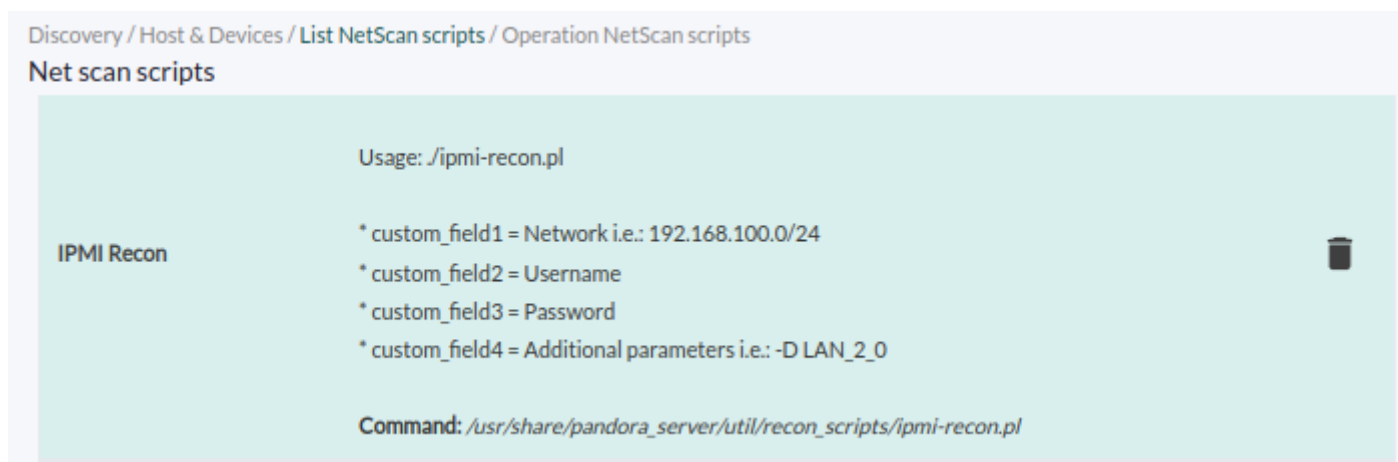 Discovery / Host & Devices / List NetScan scripts / Operation NetScan scripts
Net scan scripts
Usage: ./ipmi-recon.pl
* custom_field1 = Network i.e.: 192.168.100.0/24
IPMI Recon
* custom_field2 = Username
* custom_field3 = Password
* custom_field4 = Additional parameters i.e.: -D LAN_2_0
Command: /usr/share/pandora_server/util/recon_scripts/ipmi-recon.pl